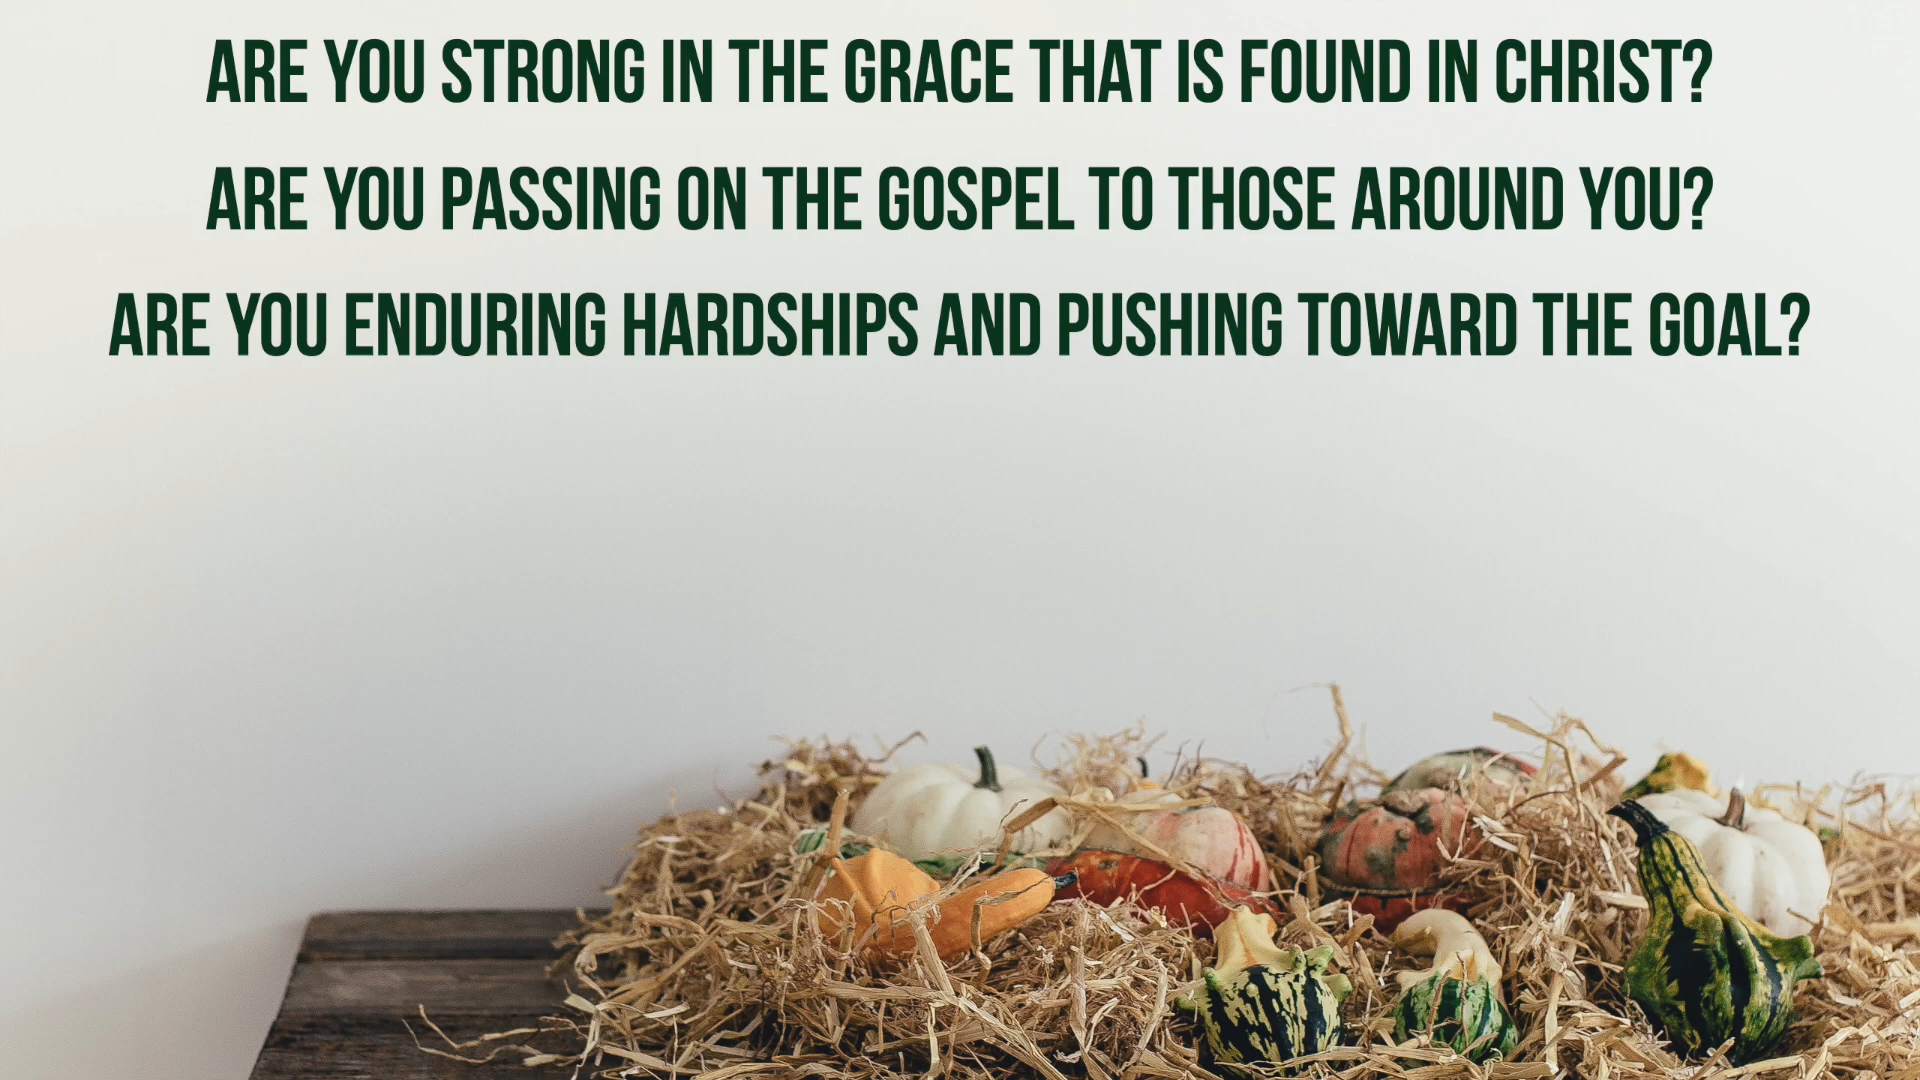 ARE YOU STRONG IN THE GRACE THAT IS FOUND IN CHRIST?
ARE YOU PASSING ON THE GOSPEL TO THOSE AROUND YOU?
ARE YOU ENDURING HARDSHIPS AND PUSHING TOWARD THE GOAL?